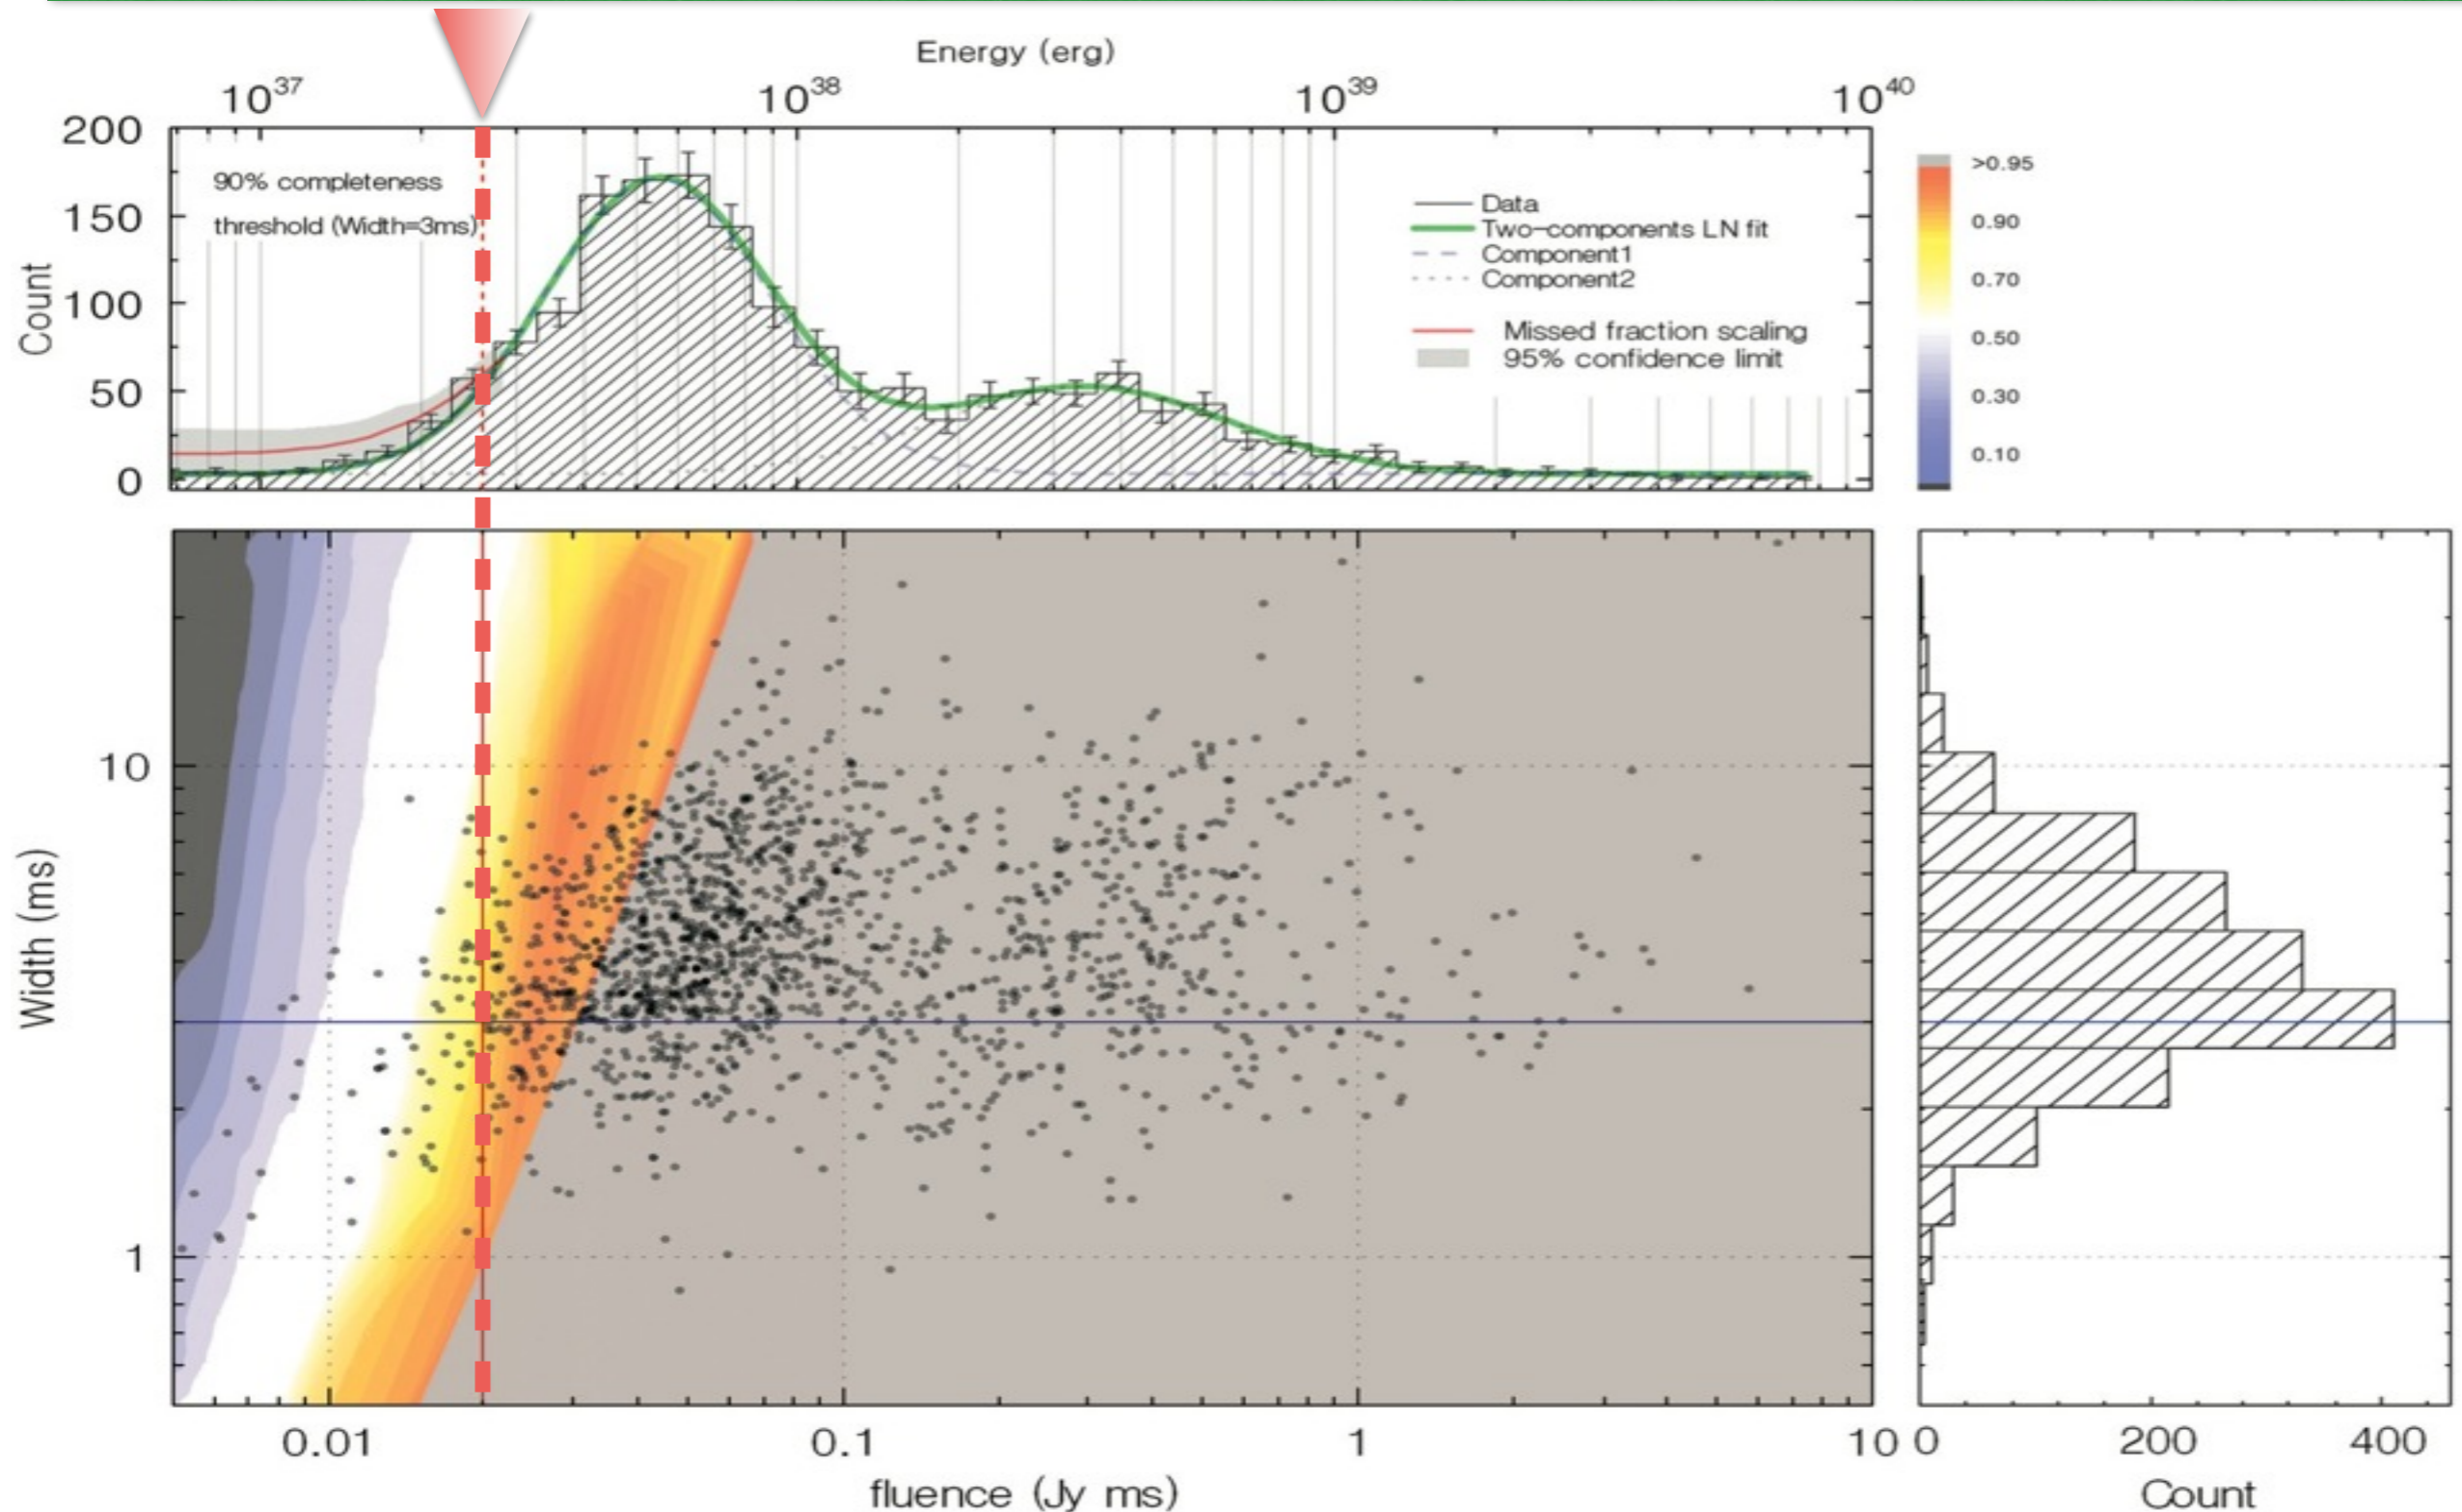 Energy (erg)
10^37 10^38 10^39 10^40
200
150
100
50
0
Count
90% completeness
threshold (Width=3ms)
Data
Two-components LN fit
Component1
Component2
Missed fraction scaling
95% confidence limit
>0.95
0.90
0.70
0.50
0.30
0.10
10
1
Width (ms)
0.01 0.1 1 10
fluence (Jy ms)
0 200 400
Count